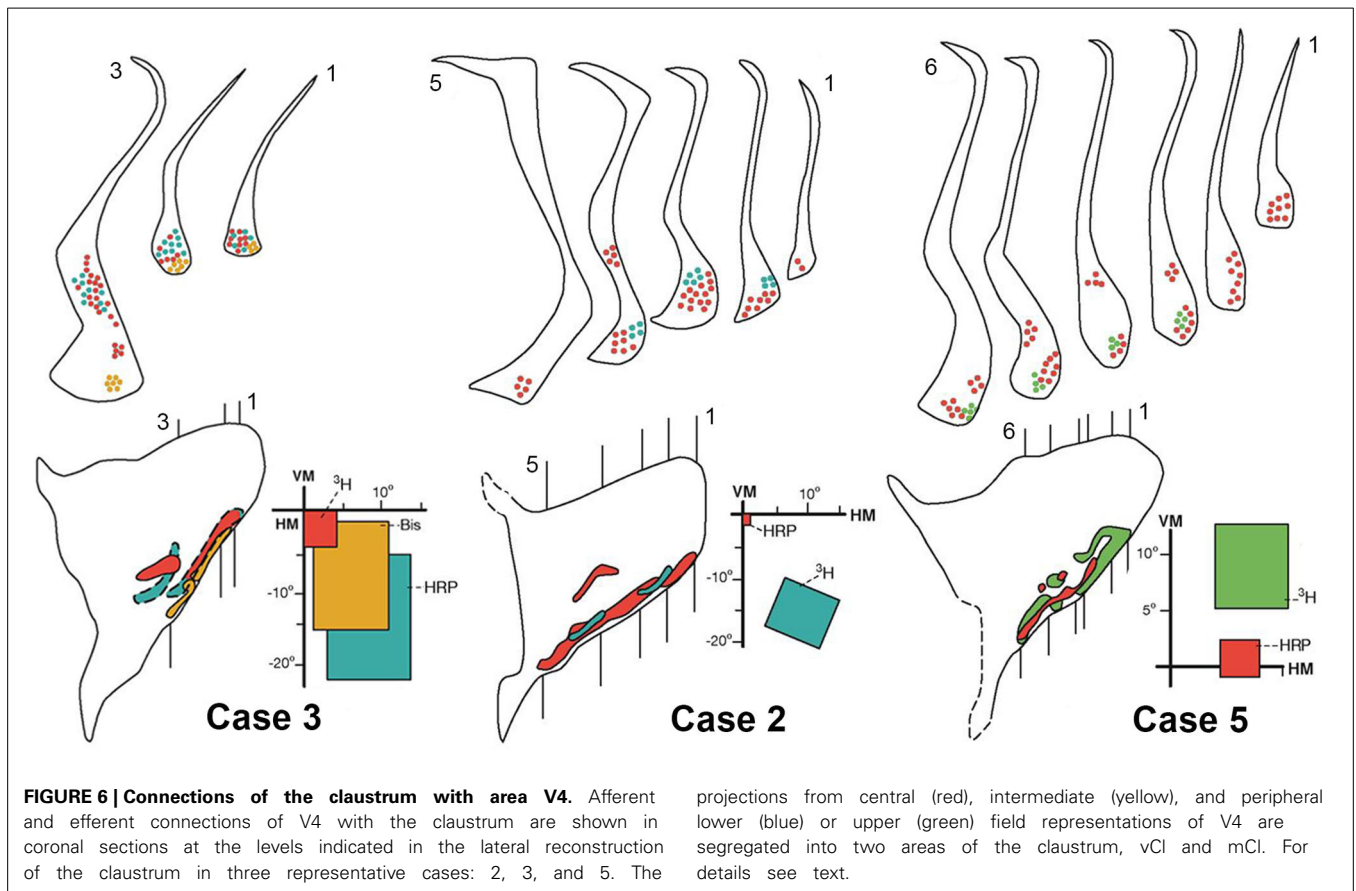 3
1
5
1
6
1
3
1
VM
³H
10°
HM
Bis
-10°
HRP
-20°
Case 3
5
1
VM
10°
HM
HRP
-10°
³H
-20°
Case 2
6
1
VM
10°
³H
5°
HRP
HM
Case 5
FIGURE 6 | Connections of the claustrum with area V4. Afferent
and efferent connections of V4 with the claustrum are shown in
coronal sections at the levels indicated in the lateral reconstruction
of the claustrum in three representative cases: 2, 3, and 5. The
projections from central (red), intermediate (yellow), and peripheral
lower (blue) or upper (green) field representations of V4 are
segregated into two areas of the claustrum, vCl and mCl. For
details see text.